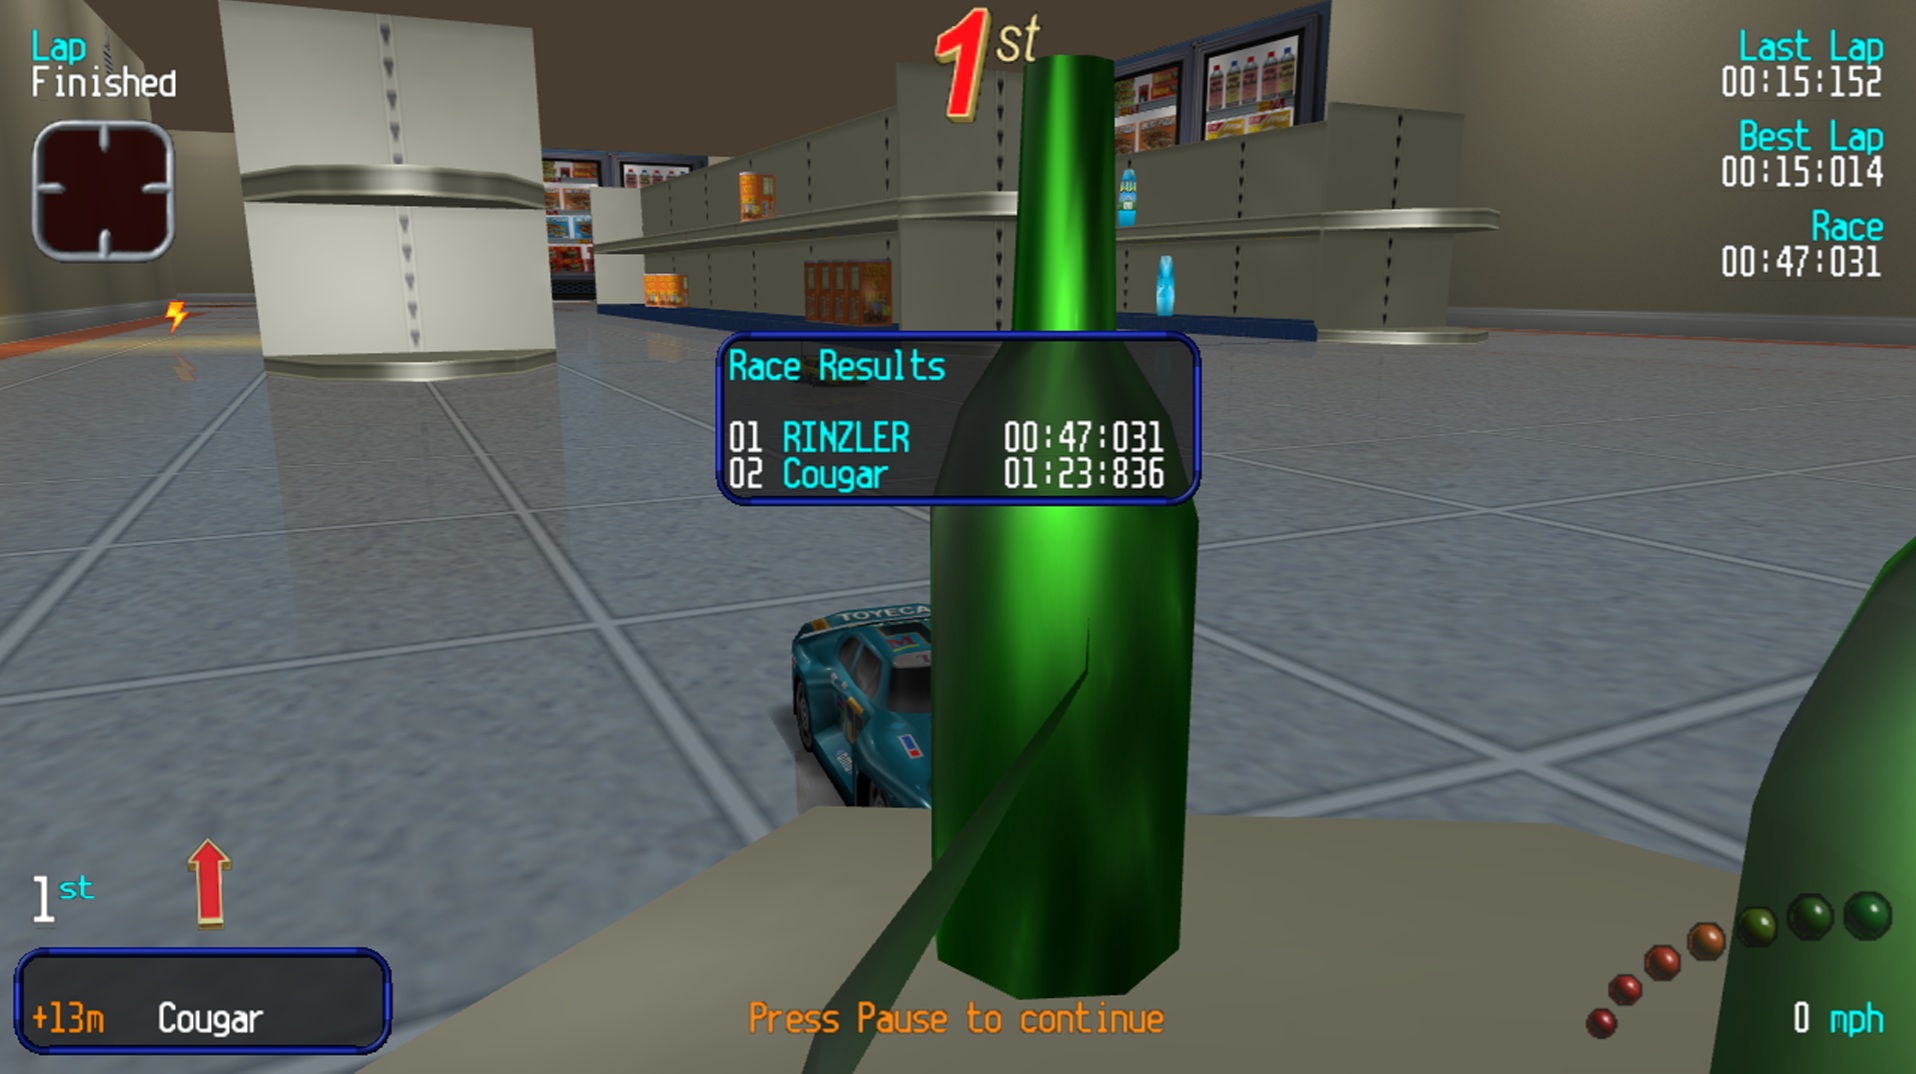 Lap
Finished
1st
Last Lap
00:15:152
Best Lap
00:15:014
Race
00:47:031
Race Results
01 RINZLER 00:47:031
02 Cougar 01:23:836
TOYECA
1st
+13m Cougar
Press Pause to continue
0 mph